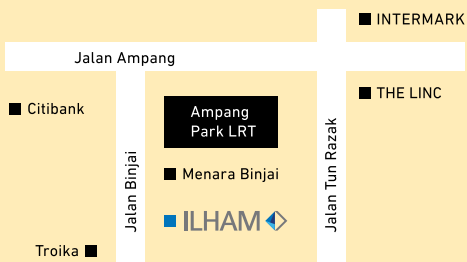 INTERMARK
Jalan Ampang
THE LINC
Citibank
Ampang
Park LRT
Jalan Binjai
Jalan Tun Razak
Menara Binjai
ILHAM
Troika